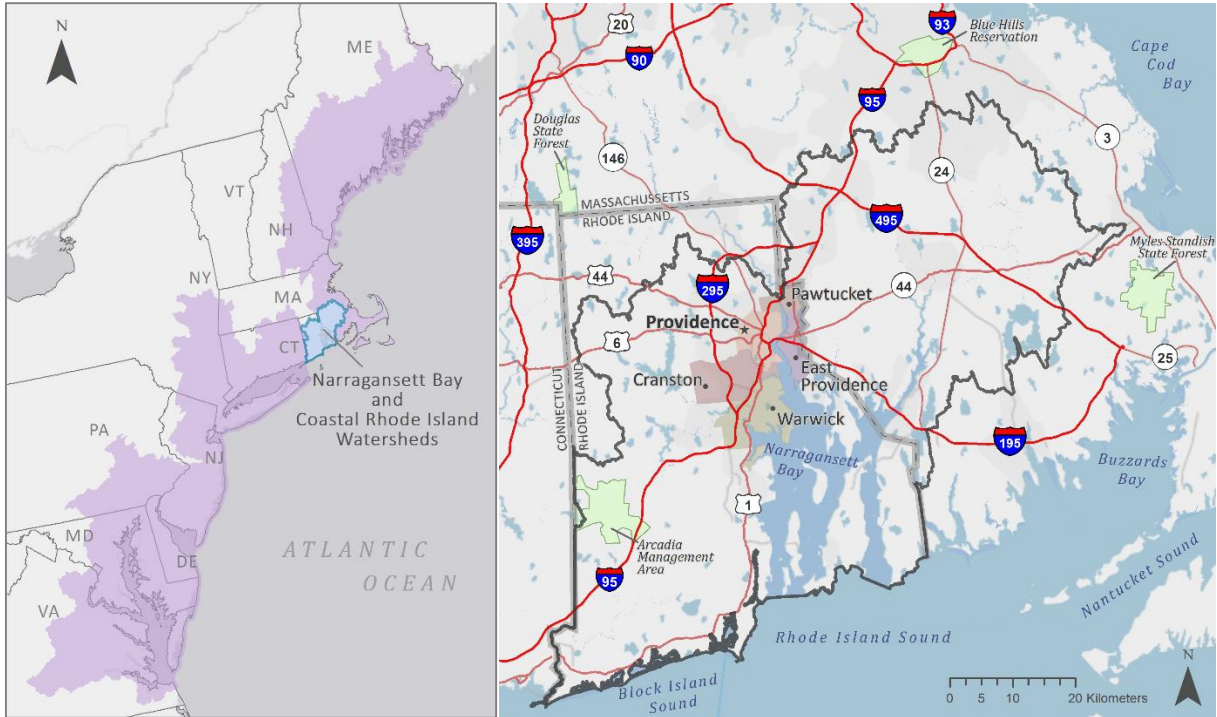 N
ME
VT
NH
NY
MA
CT
Narragansett Bay
and
Coastal Rhode Island
Watersheds
PA
NJ
MD
DE
VA
ATLANTIC
OCEAN
20
93
Blue Hills
Reservation
90
95
Cape
Cod
Bay
Douglas
State
Forest
146
3
24
MASSACHUSETTS
RHODE ISLAND
395
495
Myles Standish
State Forest
44
295
44
Pawtucket
Providence
6
25
CONNECTICUT
RHODE ISLAND
East
Providence
Cranston
Warwick
195
Narragansett
Bay
Buzzards
Bay
1
Arcadia
Management
Area
95
Nantucket Sound
Rhode Island Sound
Block Island
Sound
N
0 5 10 20 Kilometers